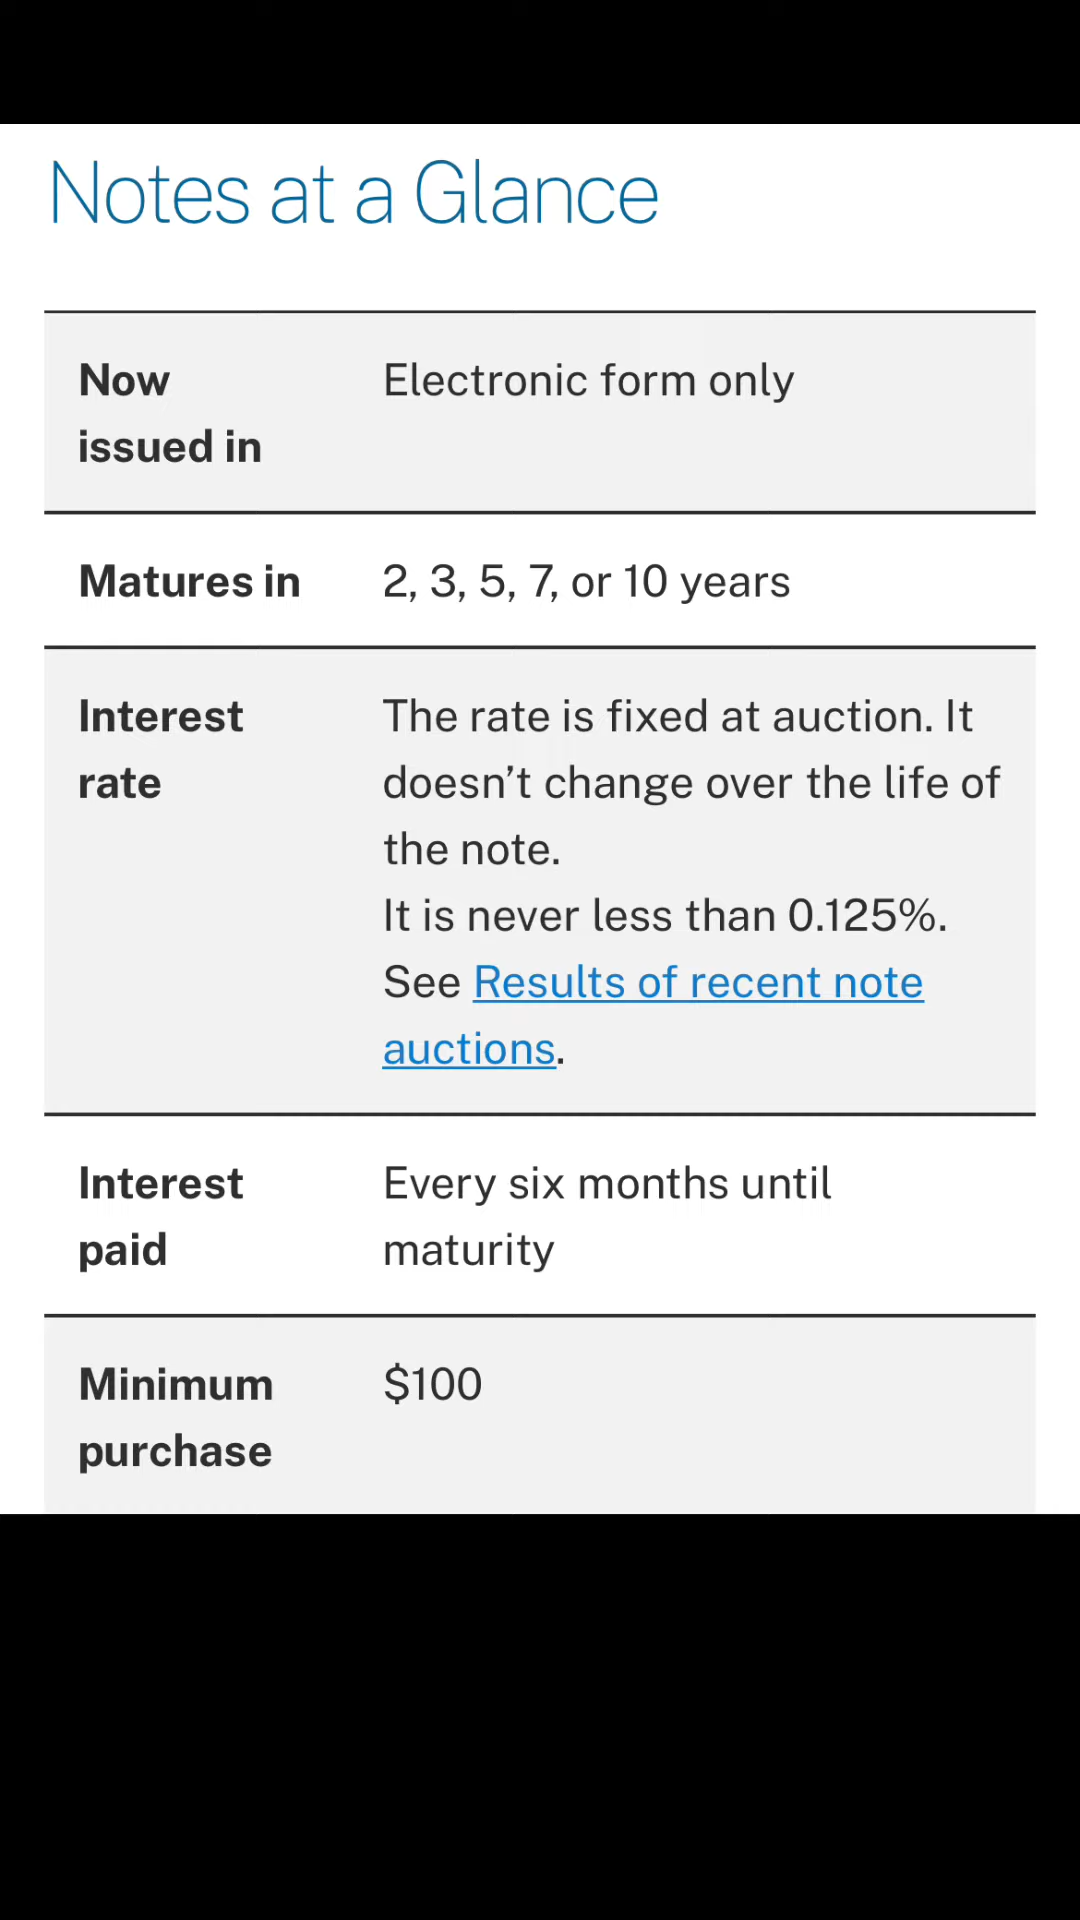 Notes at a Glance
Now
issued in
Electronic form only
Matures in
2, 3, 5, 7, or 10 years
Interest
rate
The rate is fixed at auction. It
doesn’t change over the life of
the note.
It is never less than 0.125%.
See Results of recent note
auctions.
Interest
paid
Every six months until
maturity
Minimum
purchase
$100